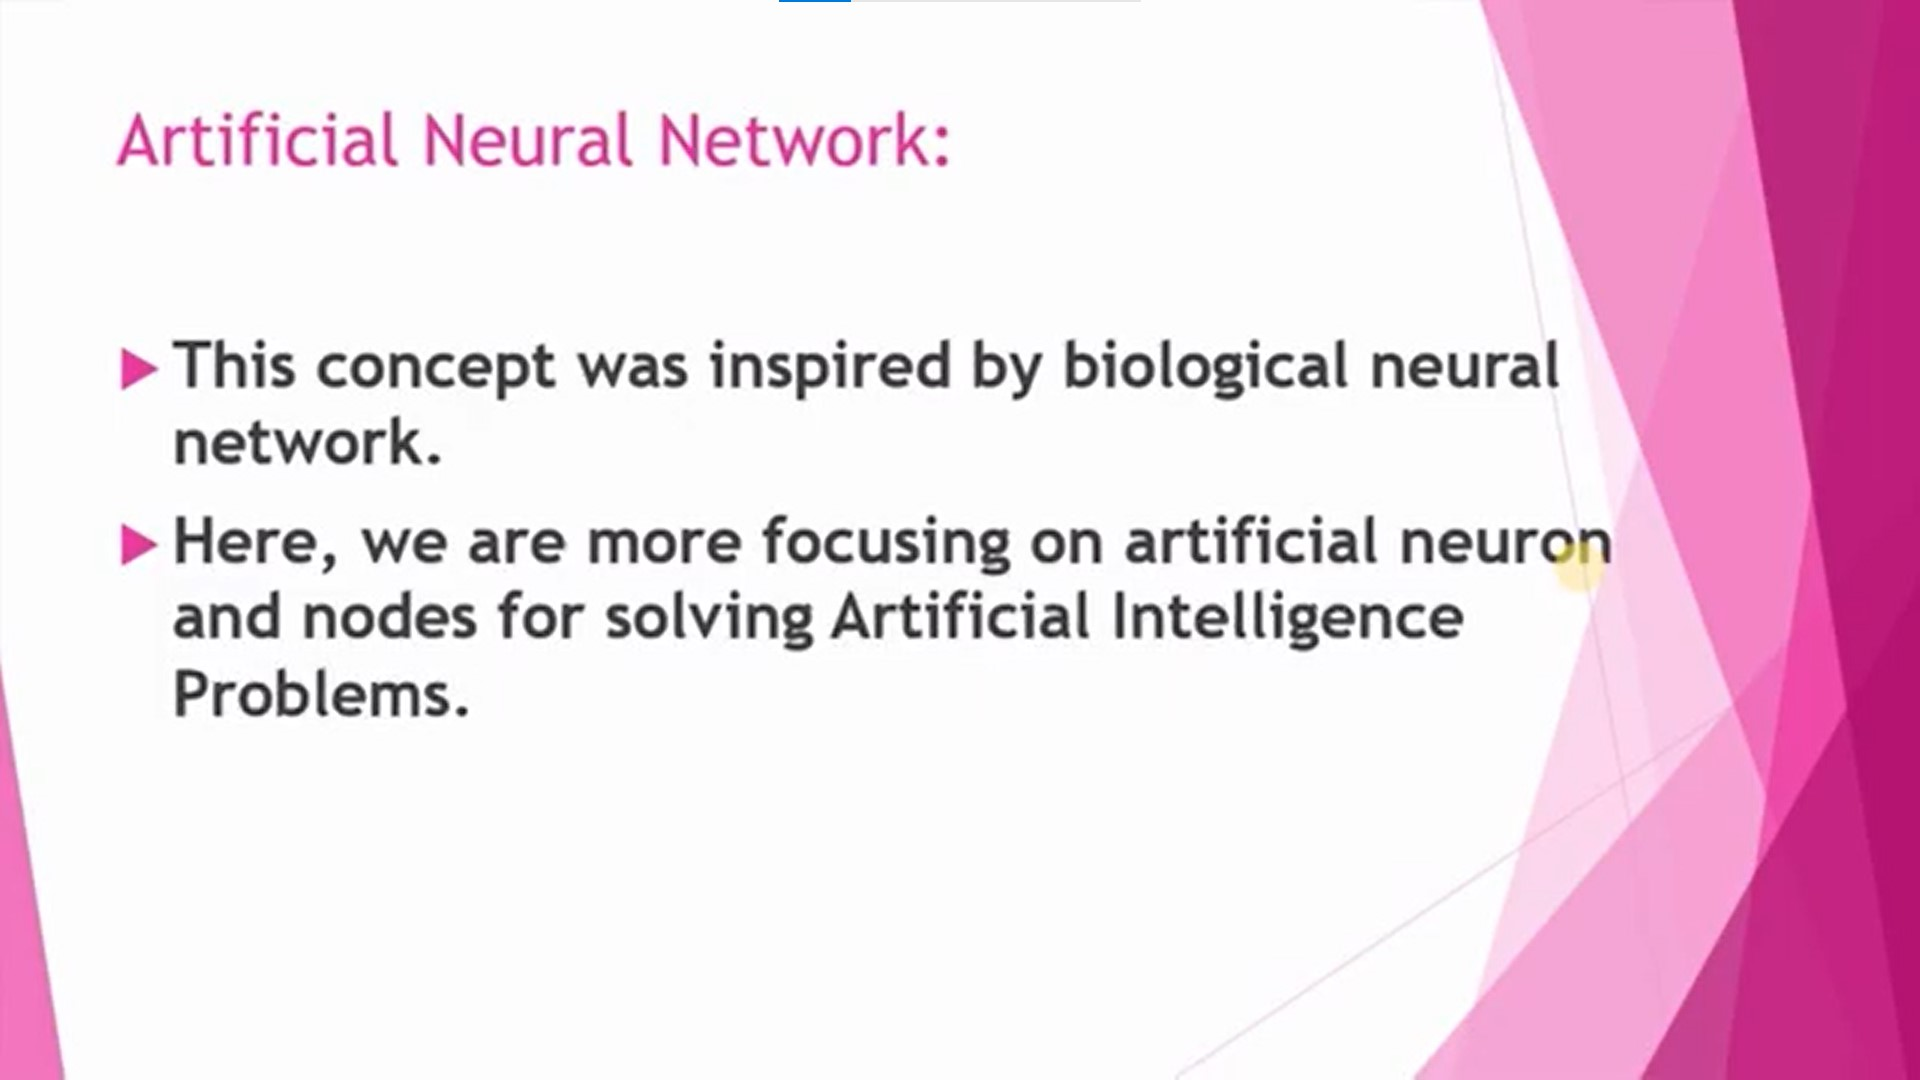 Artificial Neural Network:
This concept was inspired by biological neural
network.
Here, we are more focusing on artificial neuron
and nodes for solving Artificial Intelligence
Problems.